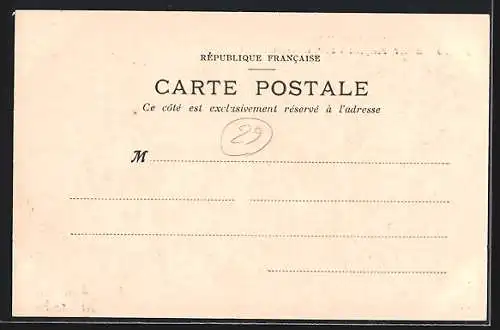 RÉPUBLIQUE FRANÇAISE
CARTE POSTALE
Ce côté est exclusivement réservé à l'adresse
29
M